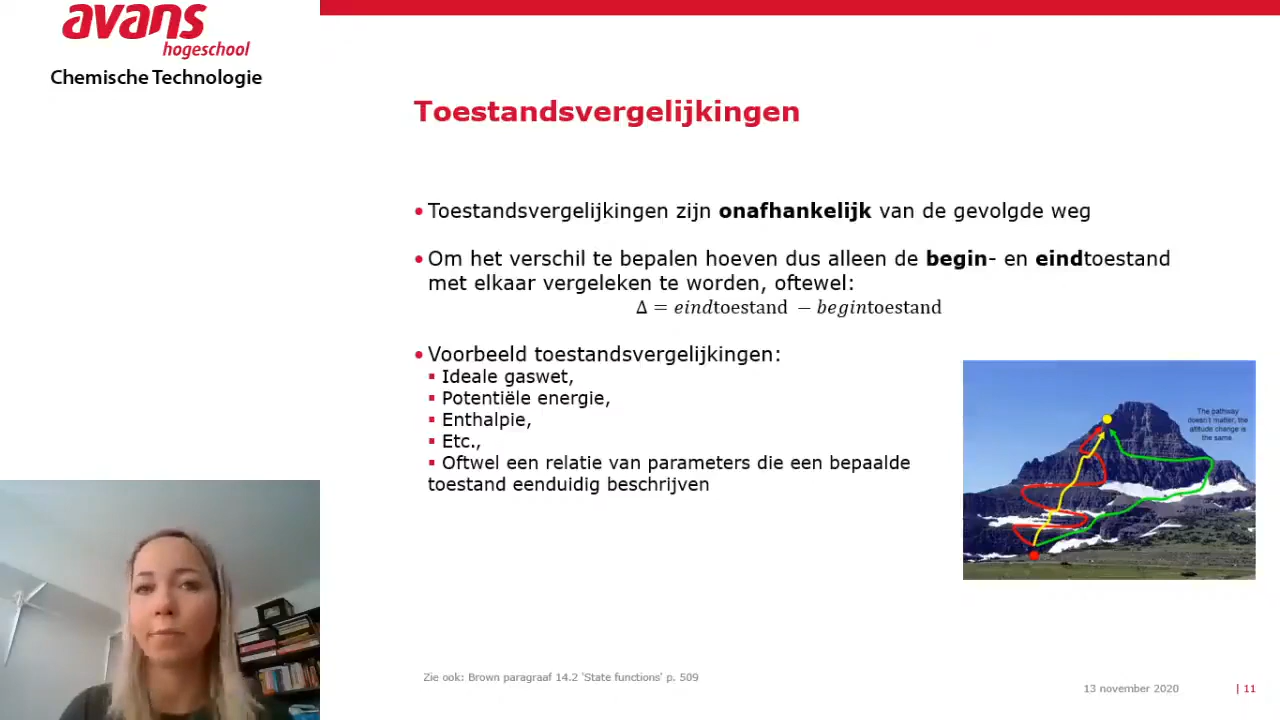 avans
hogeschool
Chemische Technologie
Toestandsvergelijkingen
• Toestandsvergelijkingen zijn onafhankelijk van de gevolgde weg
• Om het verschil te bepalen hoeven dus alleen de begin- en eindtoestand
met elkaar vergeleken te worden, oftewel:
Δ = eindtoestand − begintoestand
• Voorbeeld toestandsvergelijkingen:
▪ Ideale gaswet,
▪ Potentiële energie,
▪ Enthalpie,
▪ Etc.,
▪ Oftwel een relatie van parameters die een bepaalde
toestand eenduidig beschrijven
The pathway
doesn't matter, the
altitude change is
the same.
Zie ook: Brown paragraaf 14.2 'State functions' p. 509
13 november 2020
| 11